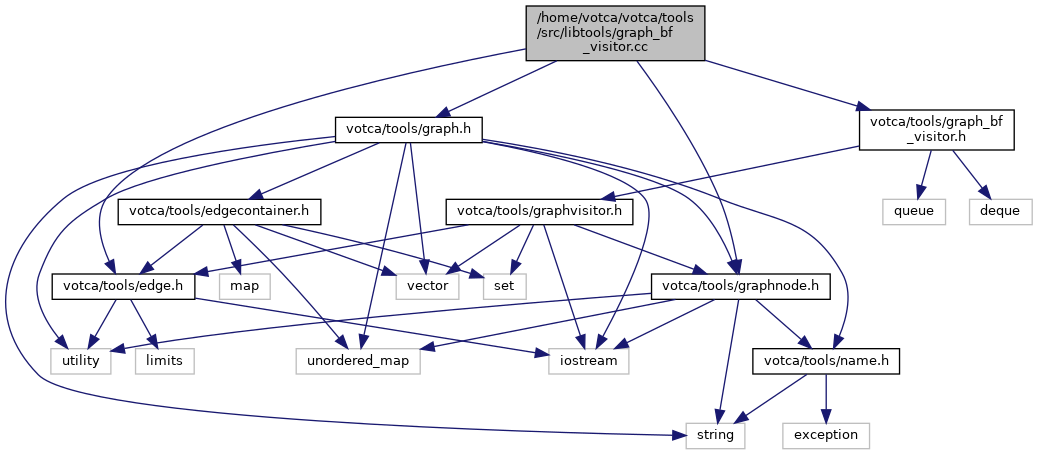 /home/votca/votca/tools
/src/libtools/graph_bf
_visitor.cc
votca/tools/graph.h
votca/tools/graph_bf
_visitor.h
votca/tools/edgecontainer.h
votca/tools/graphvisitor.h
queue
deque
votca/tools/edge.h
map
vector
set
votca/tools/graphnode.h
utility
limits
unordered_map
iostream
votca/tools/name.h
string
exception